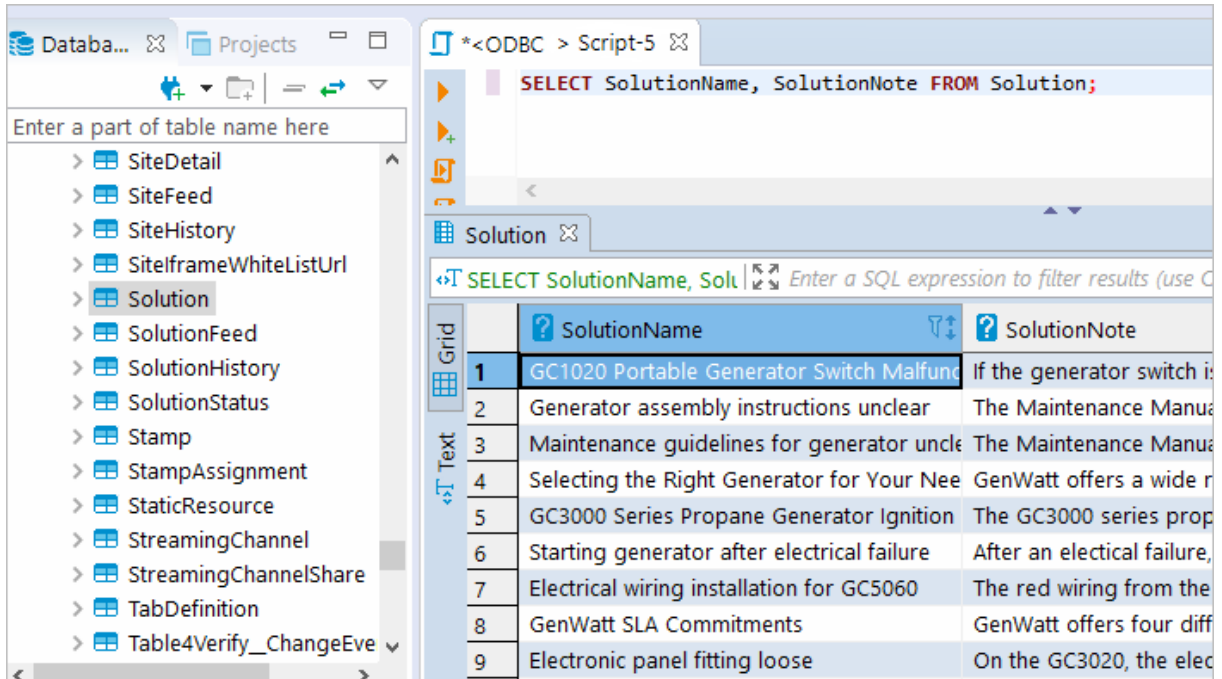 Databa...
Projects
Enter a part of table name here
SiteDetail
SiteFeed
SiteHistory
SiteIframeWhiteListUrl
Solution
SolutionFeed
SolutionHistory
SolutionStatus
Stamp
StampAssignment
StaticResource
StreamingChannel
StreamingChannelShare
TabDefinition
Table4Verify__ChangeEve
*<ODBC > Script-5
SELECT SolutionName, SolutionNote FROM Solution;
Solution
SELECT SolutionName, Solu
Enter a SQL expression to filter results (use C
Grid
Text
SolutionName SolutionNote
1 GC1020 Portable Generator Switch Malfunc If the generator switch is
2 Generator assembly instructions unclear The Maintenance Manua
3 Maintenance guidelines for generator uncle The Maintenance Manua
4 Selecting the Right Generator for Your Nee GenWatt offers a wide r
5 GC3000 Series Propane Generator Ignition The GC3000 series prop
6 Starting generator after electrical failure After an electical failure,
7 Electrical wiring installation for GC5060 The red wiring from the
8 GenWatt SLA Commitments GenWatt offers four diff
9 Electronic panel fitting loose On the GC3020, the elec